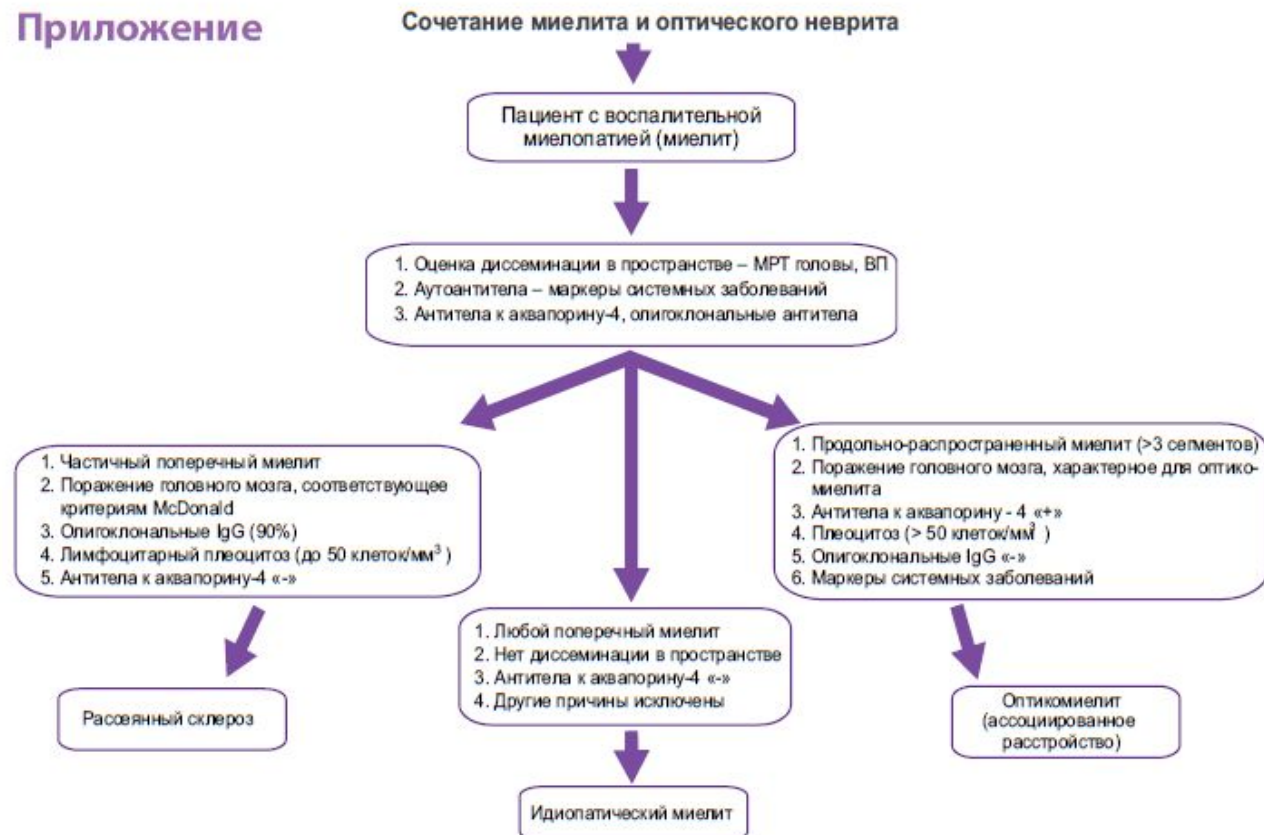 Приложение
Сочетание миелита и оптического неврита
Пациент с воспалительной
миелопатией (миелит)
1. Оценка диссеминации в пространстве – МРТ головы, ВП
2. Аутоантитела – маркеры системных заболеваний
3. Антитела к аквапорину-4, олигоклональные антитела
1. Частичный поперечный миелит
2. Поражение головного мозга, соответствующее
критериям McDonald
3. Олигоклональные IgG (90%)
4. Лимфоцитарный плеоцитоз (до 50 клеток/мм³ )
5. Антитела к аквапорину-4 «-»
1. Любой поперечный миелит
2. Нет диссеминации в пространстве
3. Антитела к аквапорину-4 «-»
4. Другие причины исключены
1. Продольно-распространенный миелит (>3 сегментов)
2. Поражение головного мозга, характерное для оптико-
миелита
3. Антитела к аквапорину - 4 «+»
4. Плеоцитоз (> 50 клеток/мм³ )
5. Олигоклональные IgG «-»
6. Маркеры системных заболеваний
Рассеянный склероз
Идиопатический миелит
Оптикомиелит
(ассоциированное
расстройство)